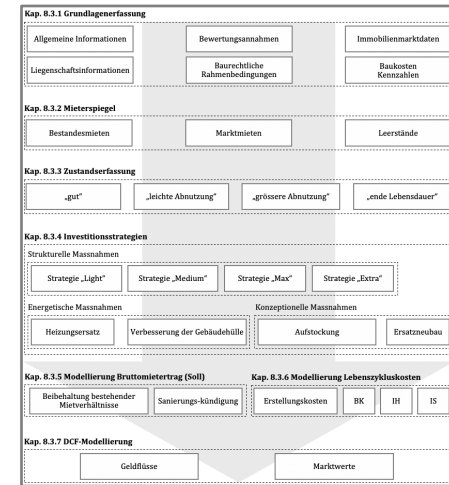 Kap. 8.3.1 Grundlagenerfassung
Allgemeine Informationen
Bewertungsannahmen
Immobilienmarktdaten
Liegenschaftsinformationen
Baurechtliche
Rahmenbedingungen
Baukosten
Kennzahlen
Kap. 8.3.2 Mieterspiegel
Bestandesmieten
Marktmieten
Leerstände
Kap. 8.3.3 Zustandserfassung
„gut“
„leichte Abnutzung“
„grössere Abnutzung“
„ende Lebensdauer“
Kap. 8.3.4 Investitionsstrategien
Strukturelle Massnahmen
Strategie „Light“
Strategie „Medium“
Strategie „Max“
Strategie „Extra“
Energetische Massnahmen
Konzeptionelle Massnahmen
Heizungsersatz
Verbesserung der Gebäudehülle
Aufstockung
Ersatzneubau
Kap. 8.3.5 Modellierung Bruttomietertrag (Soll)
Kap. 8.3.6 Modellierung Lebenszykluskosten
Beibehaltung bestehender
Mietverhältnisse
Sanierungs-kündigung
Erstellungskosten
BK
IH
IS
Kap. 8.3.7 DCF-Modellierung
Geldflüsse
Marktwerte